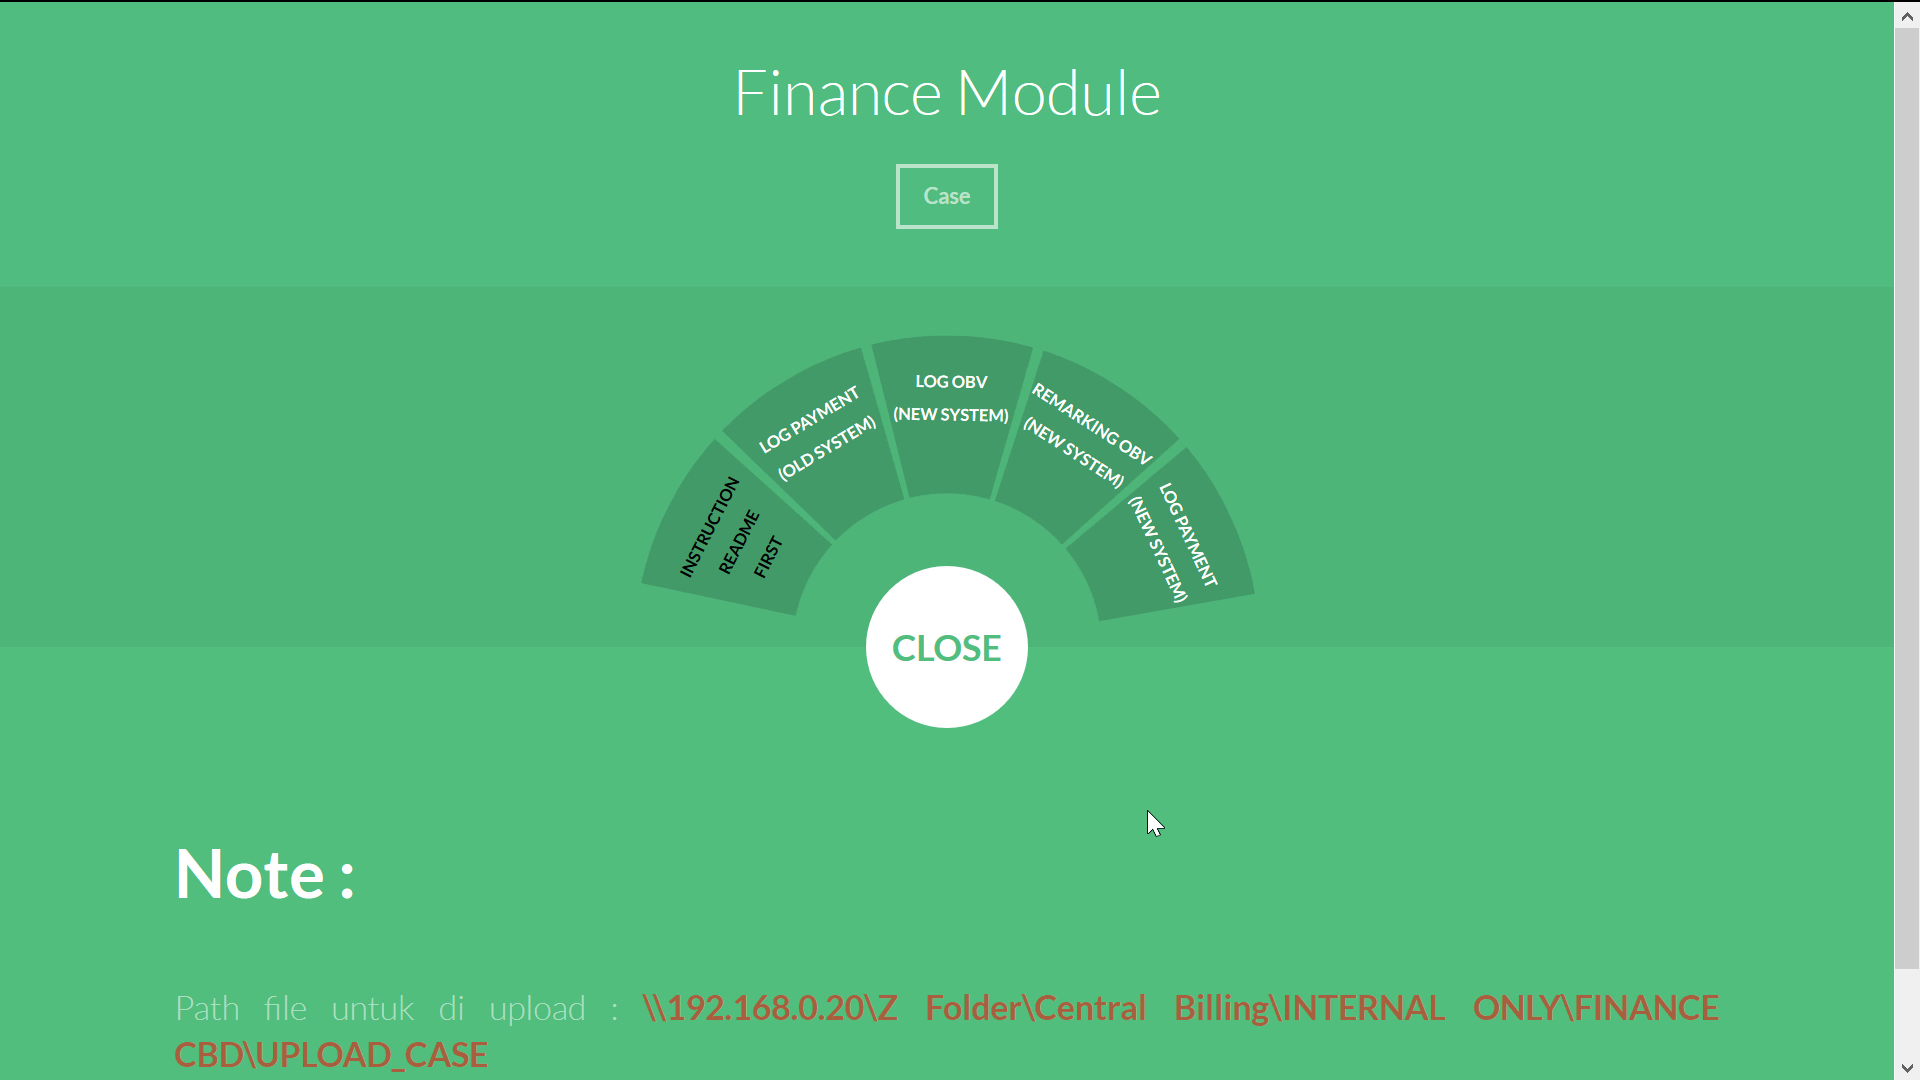 Finance Module
Case
INSTRUCTION
README
FIRST
LOG PAYMENT
(OLD SYSTEM)
LOG OBV
(NEW SYSTEM)
REMARKING OBV
(NEW SYSTEM)
LOG PAYMENT
(NEW SYSTEM)
CLOSE
Note :
Path file untuk di upload : \\192.168.0.20\Z Folder\Central Billing\INTERNAL ONLY\FINANCE
CBD\UPLOAD_CASE